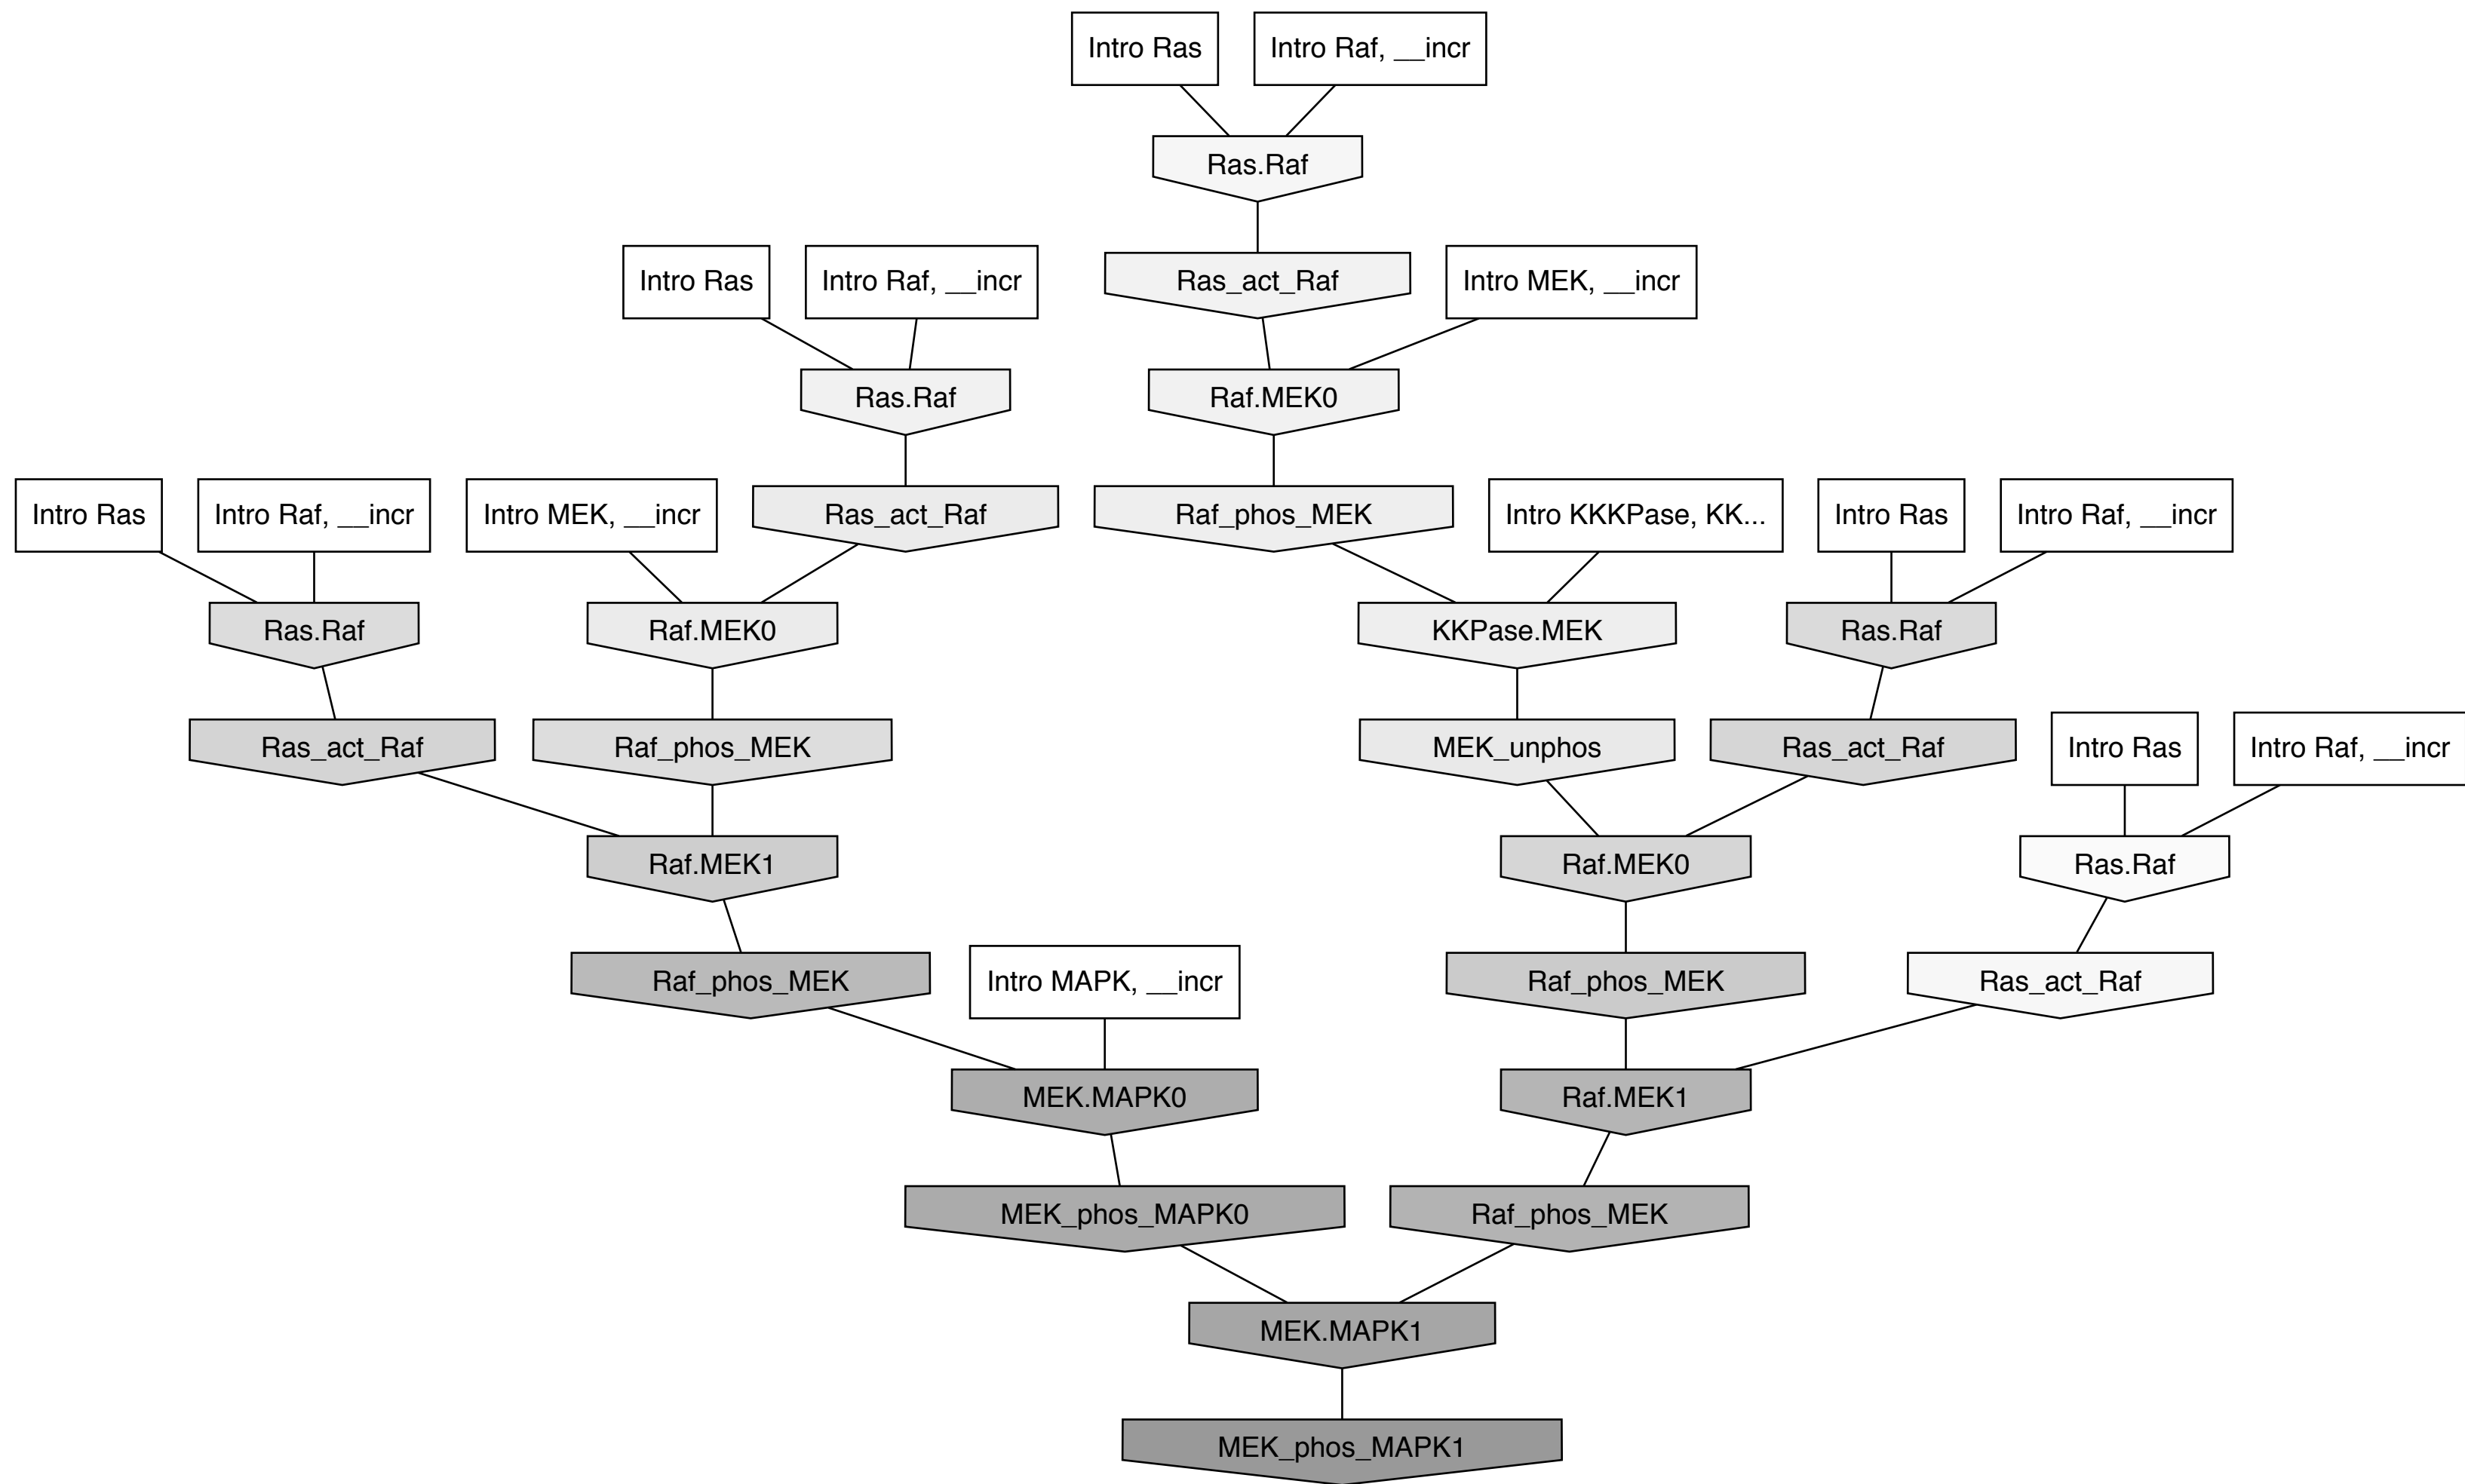 Intro Ras
Intro Raf, __incr
Ras.Raf
Intro Ras
Intro Raf, __incr
Ras_act_Raf
Intro MEK, __incr
Ras.Raf
Raf.MEK0
Intro Ras
Intro Raf, __incr
Intro MEK, __incr
Ras_act_Raf
Raf_phos_MEK
Intro KKKPase, KK...
Intro Ras
Intro Raf, __incr
Ras.Raf
Raf.MEK0
KKPase.MEK
Ras.Raf
Ras_act_Raf
Raf_phos_MEK
MEK_unphos
Ras_act_Raf
Intro Ras
Intro Raf, __incr
Raf.MEK1
Raf.MEK0
Ras.Raf
Raf_phos_MEK
Intro MAPK, __incr
Raf_phos_MEK
Ras_act_Raf
MEK.MAPK0
Raf.MEK1
MEK_phos_MAPK0
Raf_phos_MEK
MEK.MAPK1
MEK_phos_MAPK1